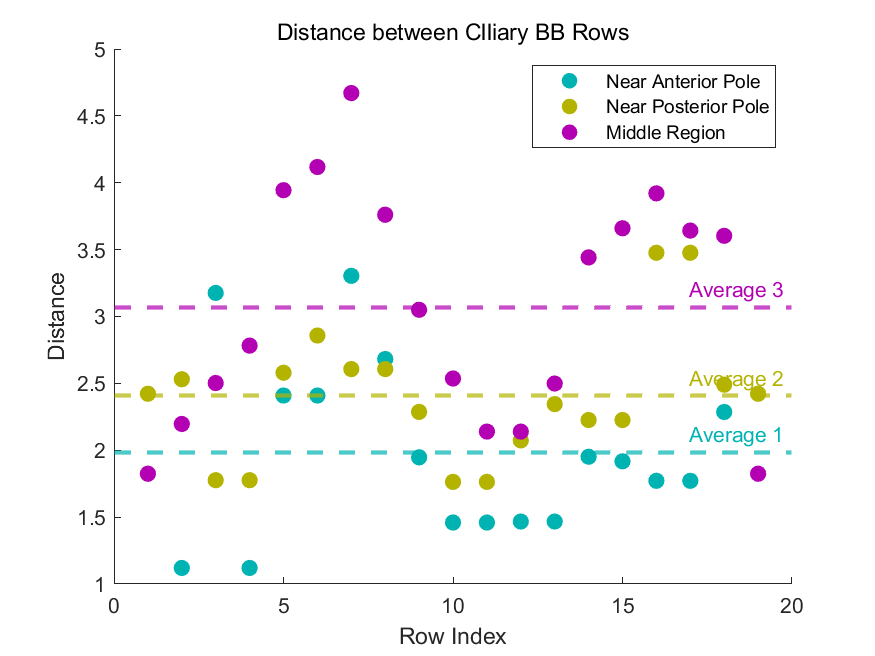 Distance between CIliary BB Rows
5
4.5
4
3.5
3
2.5
2
1.5
1
Distance
Near Anterior Pole
Near Posterior Pole
Middle Region
Average 3
Average 2
Average 1
0
5
10
15
20
Row Index